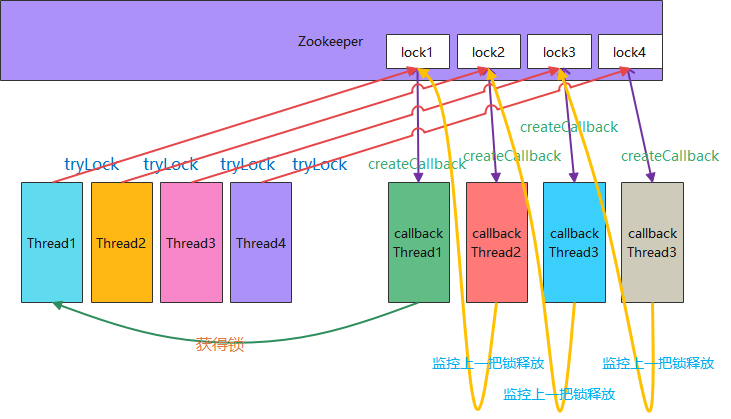 Zookeeper
lock1
lock2
lock3
lock4
createCallback
tryLock
tryLock
tryLock
tryLock
createCallback
createCallback
createCallback
Thread1
Thread2
Thread3
Thread4
callback
Thread1
callback
Thread2
callback
Thread3
callback
Thread3
获得锁
监控上一把锁释放
监控上一把锁释放
监控上一把锁释放